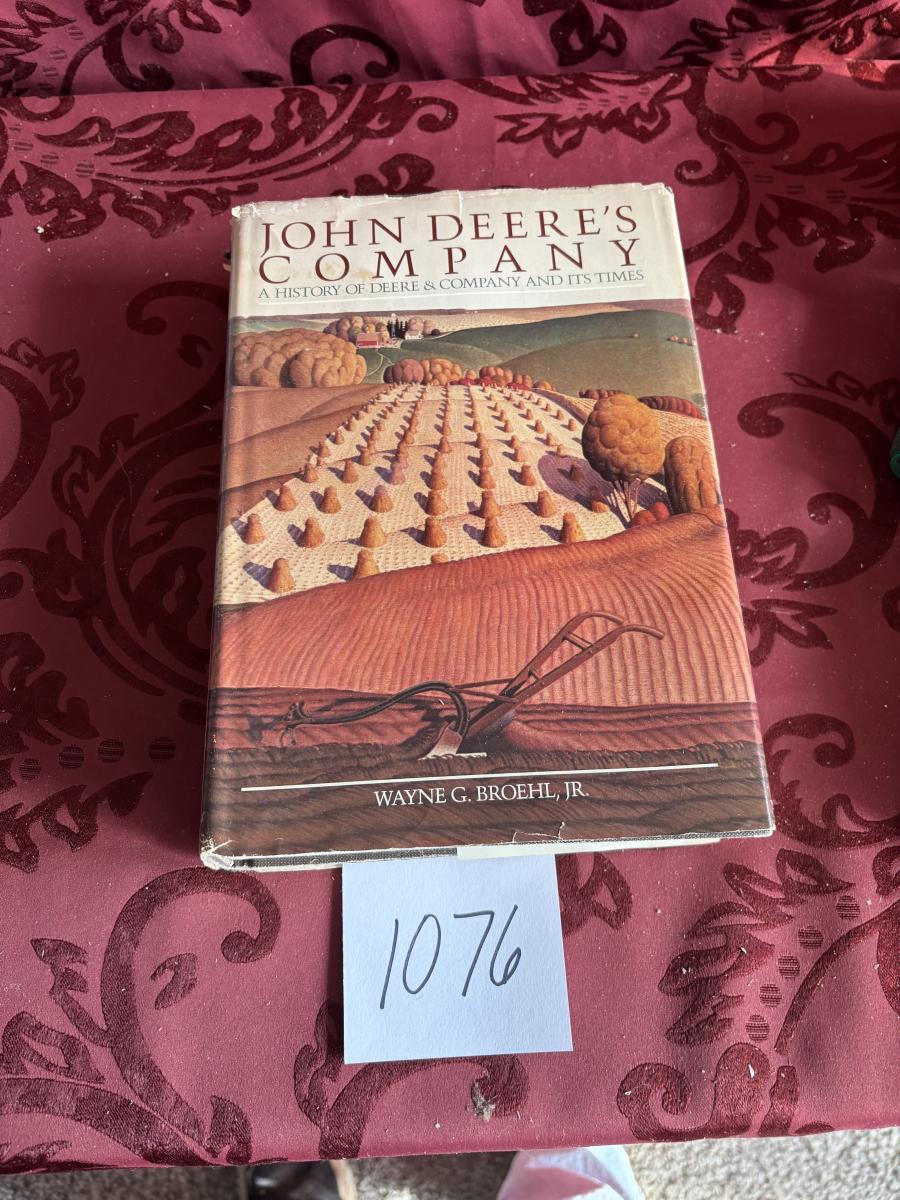 JOHN DEERE'S
COMPANY
A HISTORY OF DEERE & COMPANY AND ITS TIMES
WAYNE G. BROEHL, JR.
1076